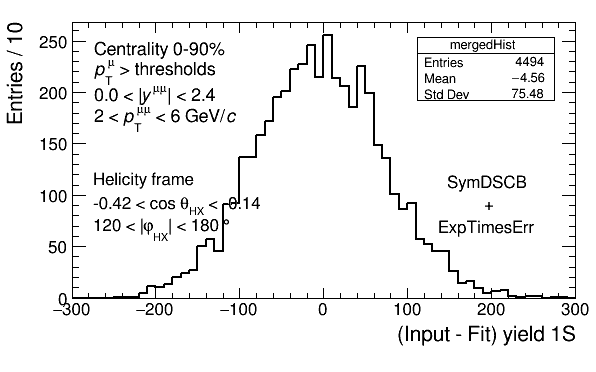 Entries / 10
250
200
150
100
50
0
Centrality 0-90%
p_T^μ > thresholds
0.0 < |y^μμ| < 2.4
2 < p_T^μμ < 6 GeV/c
Helicity frame
-0.42 < cos θ_HX < -0.14
120 < |φ_HX| < 180 °
mergedHist
Entries 4494
Mean −4.56
Std Dev 75.48
SymDSCB
+
ExpTimesErr
−300 −200 −100 0 100 200 300
(Input - Fit) yield 1S